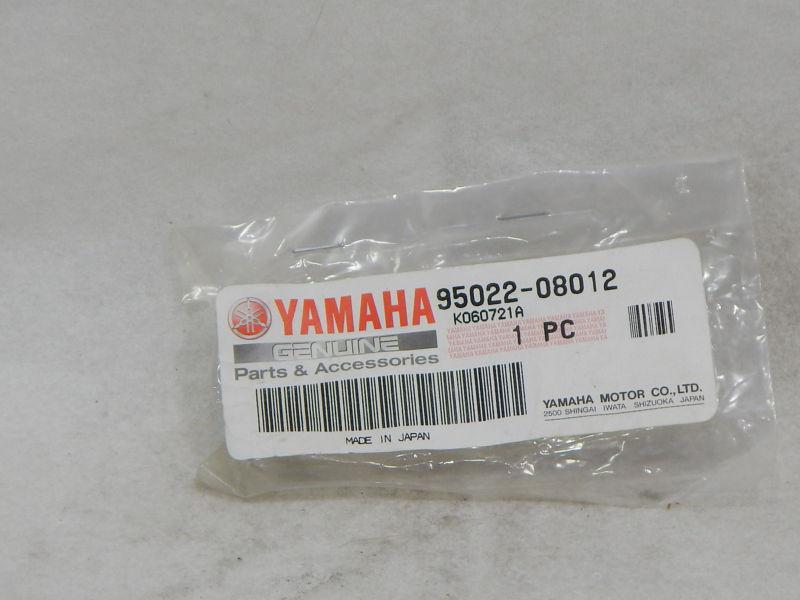 YAMAHA 95022-08012
K060721A
GENUINE
1 PC
Parts & Accessories
YAMAHA MOTOR CO., LTD.
2500 SHINGAI IWATA SHIZUOKA JAPAN
MADE IN JAPAN